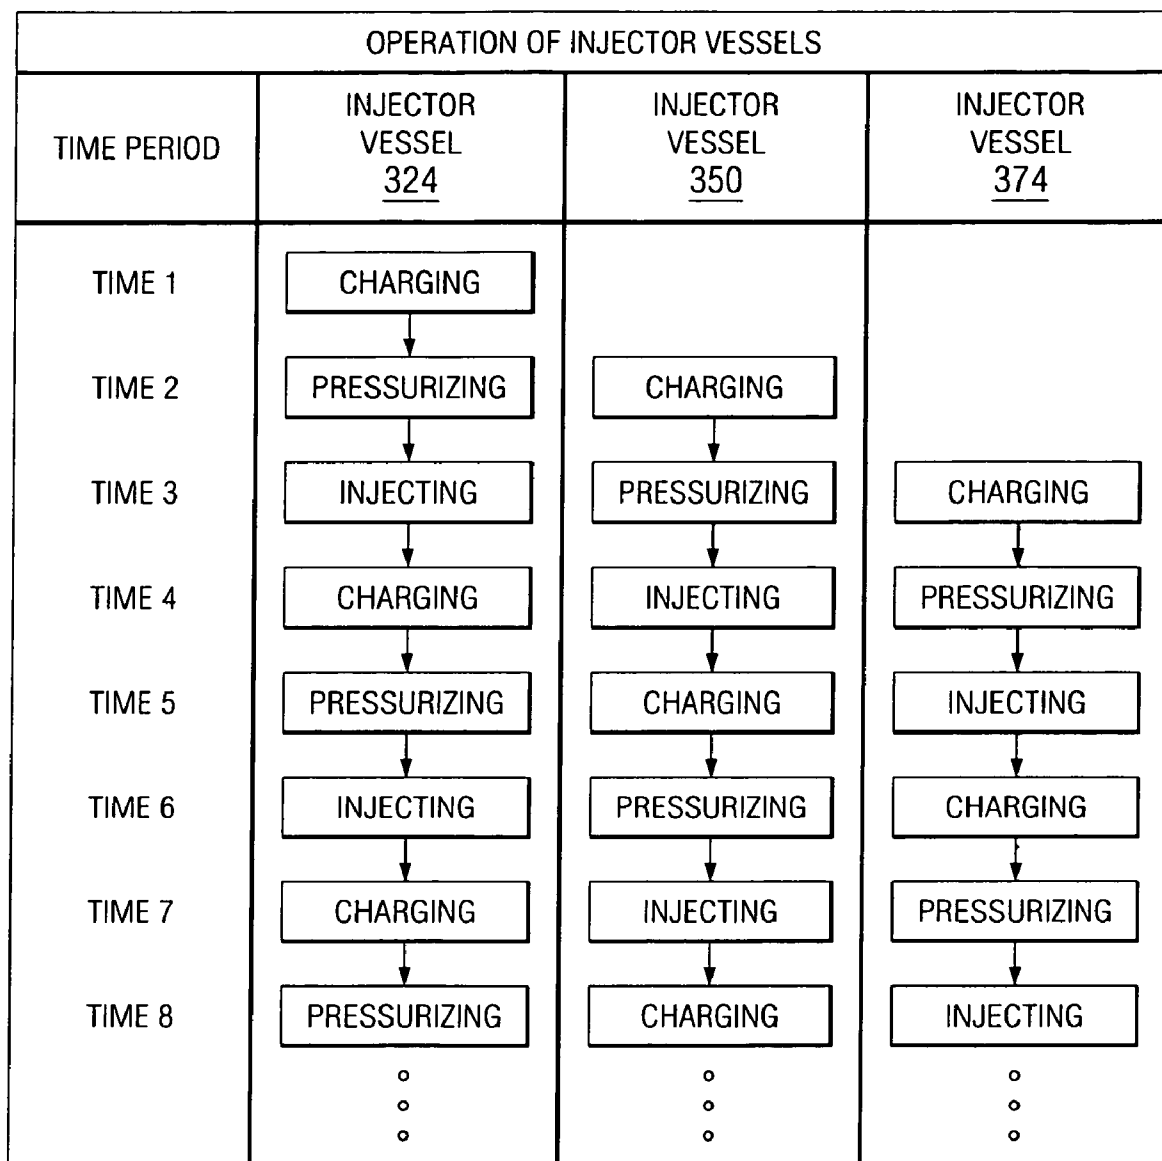 OPERATION OF INJECTOR VESSELS
TIME PERIOD
INJECTOR
VESSEL
324
INJECTOR
VESSEL
350
INJECTOR
VESSEL
374
TIME 1 CHARGING
TIME 2 PRESSURIZING CHARGING
TIME 3 INJECTING PRESSURIZING CHARGING
TIME 4 CHARGING INJECTING PRESSURIZING
TIME 5 PRESSURIZING CHARGING INJECTING
TIME 6 INJECTING PRESSURIZING CHARGING
TIME 7 CHARGING INJECTING PRESSURIZING
TIME 8 PRESSURIZING CHARGING INJECTING